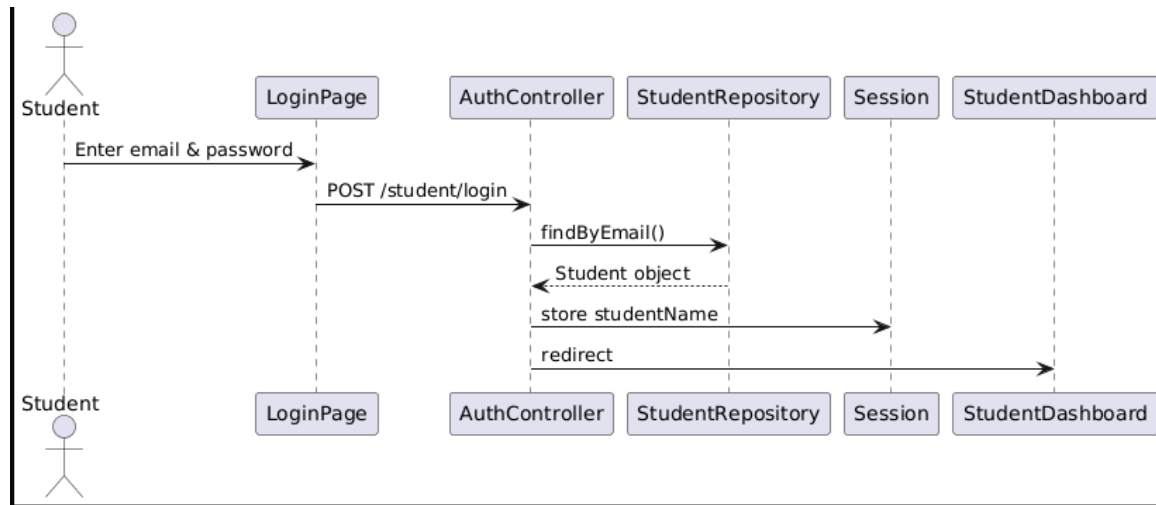 LoginPage AuthController StudentRepository Session StudentDashboard
Student
Enter email & password
POST /student/login
findByEmail()
Student object
store studentName
redirect
Student
LoginPage AuthController StudentRepository Session StudentDashboard